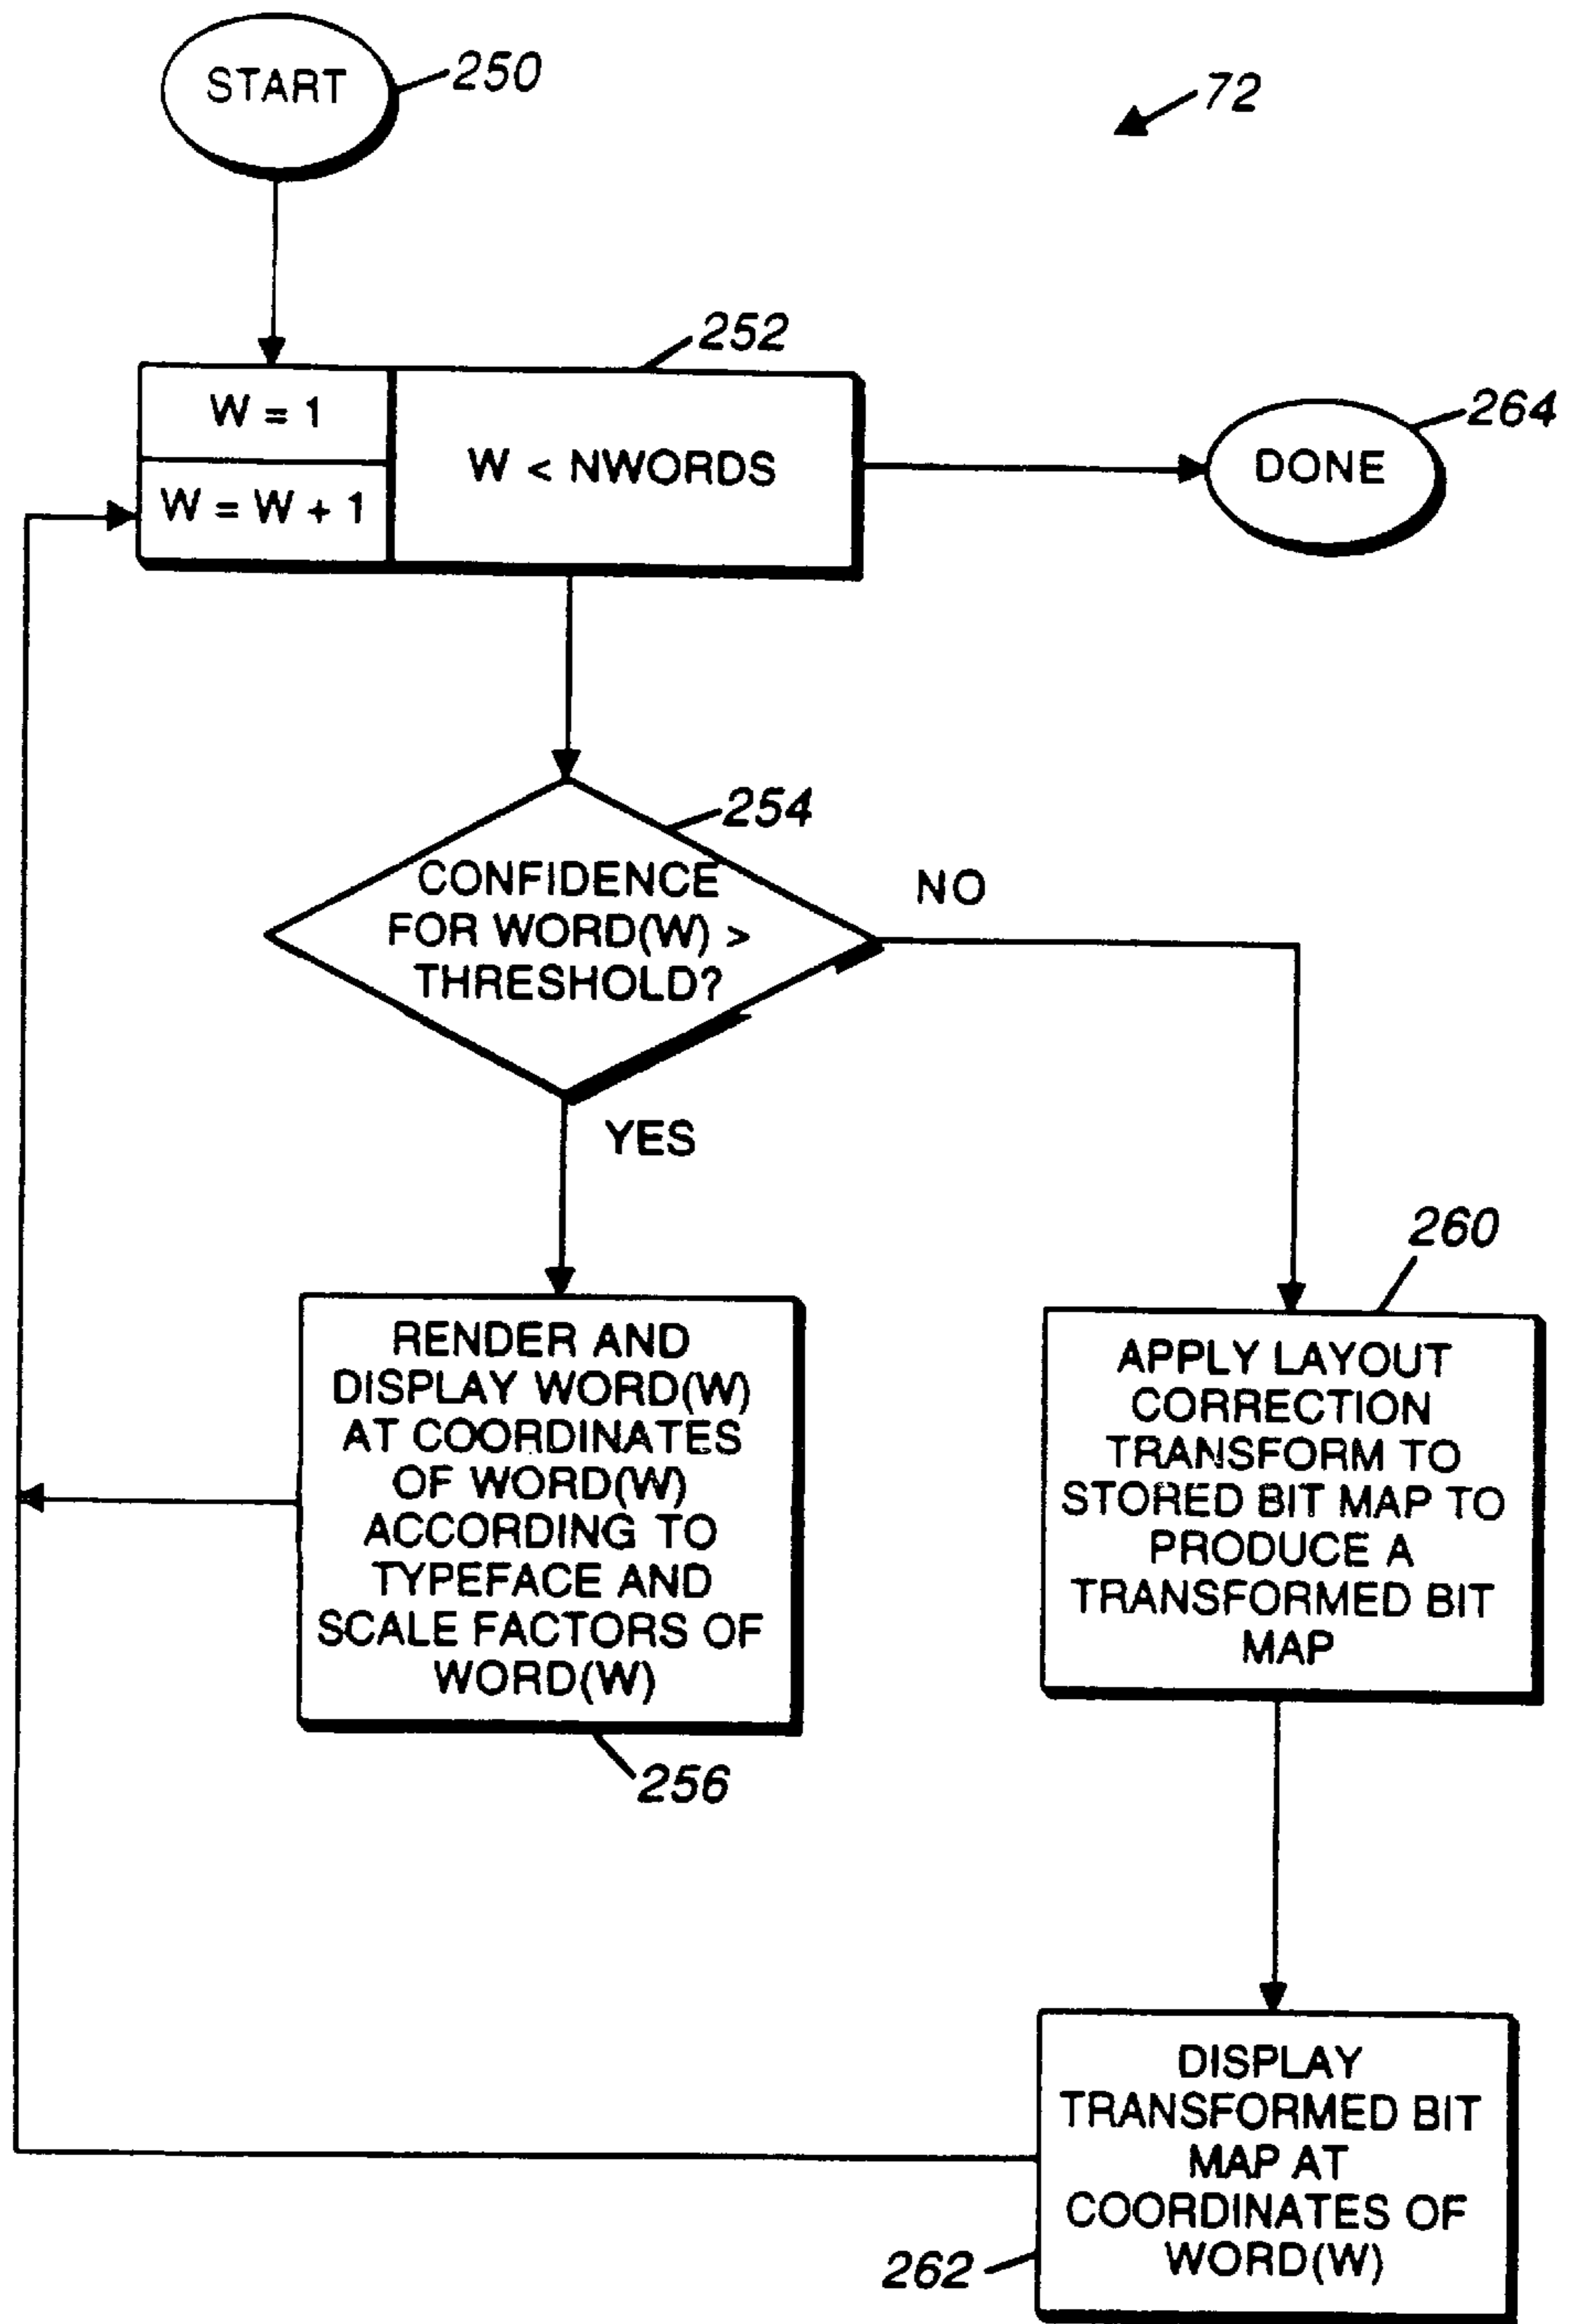 START
250
72
252
W = 1
W = W + 1
W < NWORDS
264
DONE
254
CONFIDENCE
FOR WORD(W) >
THRESHOLD?
NO
YES
RENDER AND
DISPLAY WORD(W)
AT COORDINATES
OF WORD(W)
ACCORDING TO
TYPEFACE AND
SCALE FACTORS OF
WORD(W)
256
260
APPLY LAYOUT
CORRECTION
TRANSFORM TO
STORED BIT MAP TO
PRODUCE A
TRANSFORMED BIT
MAP
DISPLAY
TRANSFORMED BIT
MAP AT
COORDINATES OF
WORD(W)
262